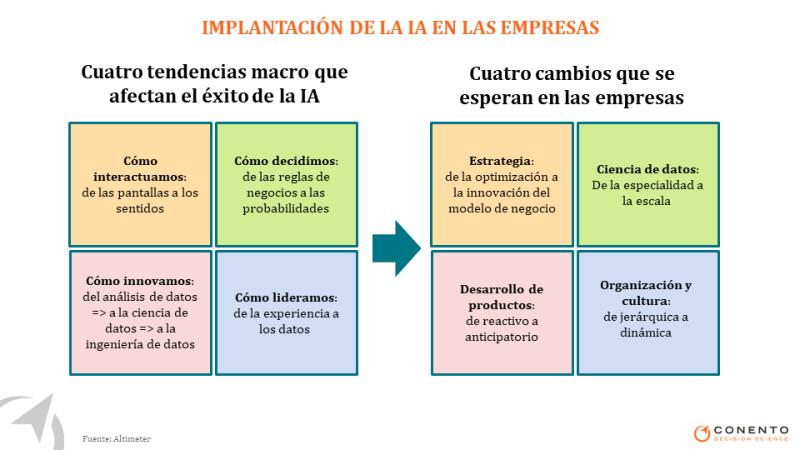 IMPLANTACIÓN DE LA IA EN LAS EMPRESAS
Cuatro tendencias macro que
afectan el éxito de la IA
Cómo
interactuamos:
de las pantallas a los
sentidos
Cómo decidimos:
de las reglas de
negocios a las
probabilidades
Cómo innovamos:
del análisis de datos
=> a la ciencia de
datos => a la
ingeniería de datos
Cómo lideramos:
de la experiencia a
los datos
Cuatro cambios que se
esperan en las empresas
Estrategia:
de la optimización a
la innovación del
modelo de negocio
Ciencia de datos:
De la especialidad a
la escala
Desarrollo de
productos:
de reactivo a
anticipatorio
Organización y
cultura:
de jerárquica a
dinámica
Fuente: Altimeter
CONENTO
DECISION SCIENCE